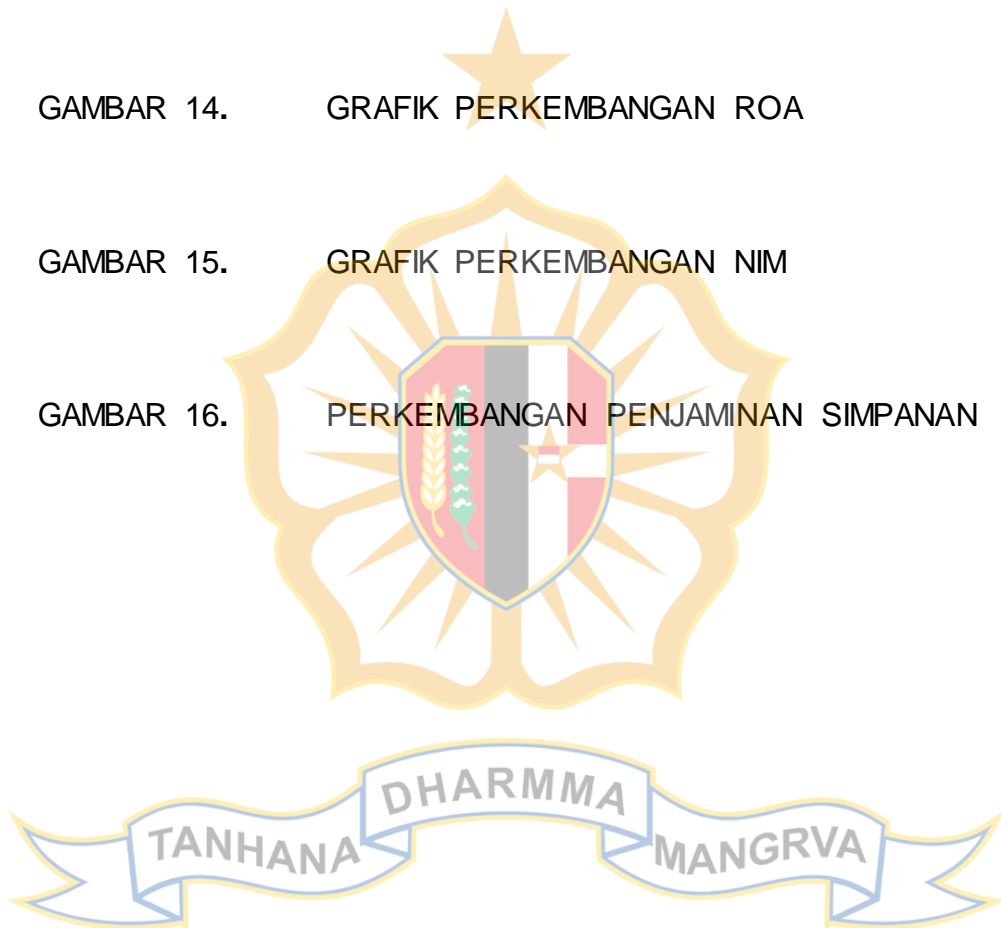 GAMBAR 14. GRAFIK PERKEMBANGAN ROA
GAMBAR 15. GRAFIK PERKEMBANGAN NIM
GAMBAR 16. PERKEMBANGAN PENJAMINAN SIMPANAN
TANHANA DHARMMA MANGRVA